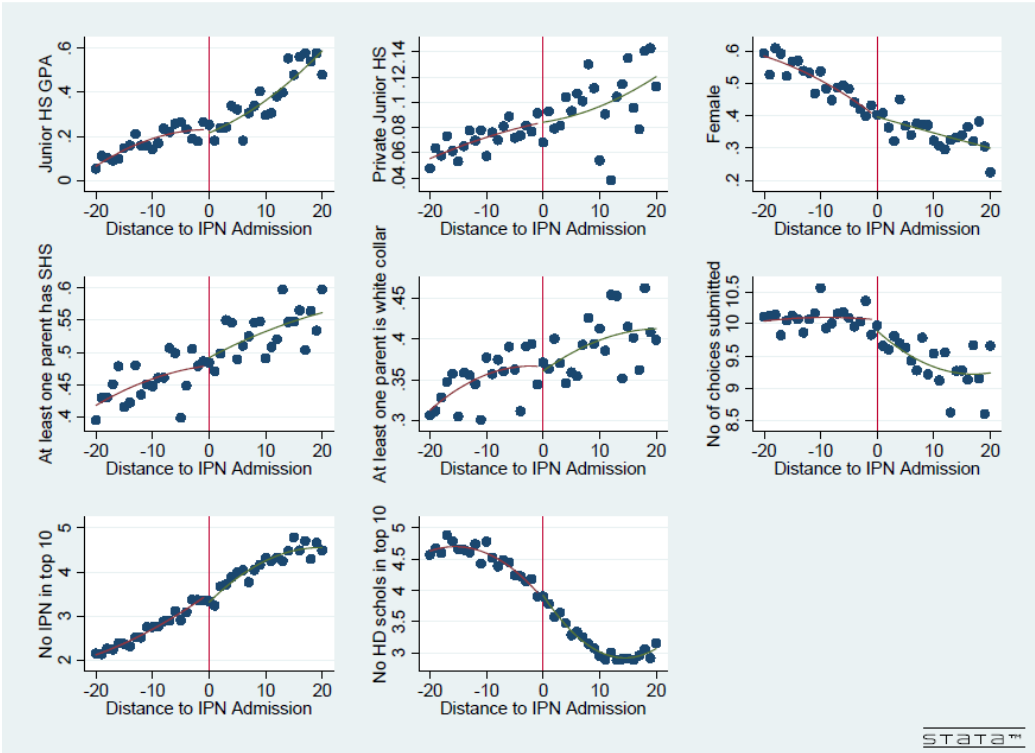 Junior HS GPA
.6
.4
.2
0
-20 -10 0 10 20
Distance to IPN Admission
Private Junior HS
.04.06.08 .1 .12.14
-20 -10 0 10 20
Distance to IPN Admission
Female
.6
.5
.4
.3
.2
-20 -10 0 10 20
Distance to IPN Admission
At least one parent has SHS
.6
.55
.5
.45
.4
-20 -10 0 10 20
Distance to IPN Admission
At least one parent is white collar
.45
.4
.35
.3
-20 -10 0 10 20
Distance to IPN Admission
No of choices submitted
10.5
10
9.5
9
8.5
-20 -10 0 10 20
Distance to IPN Admission
No IPN in top 10
5
4
3
2
-20 -10 0 10 20
Distance to IPN Admission
No HD schols in top 10
5
4.5
4
3.5
3
-20 -10 0 10 20
Distance to IPN Admission
STATA™